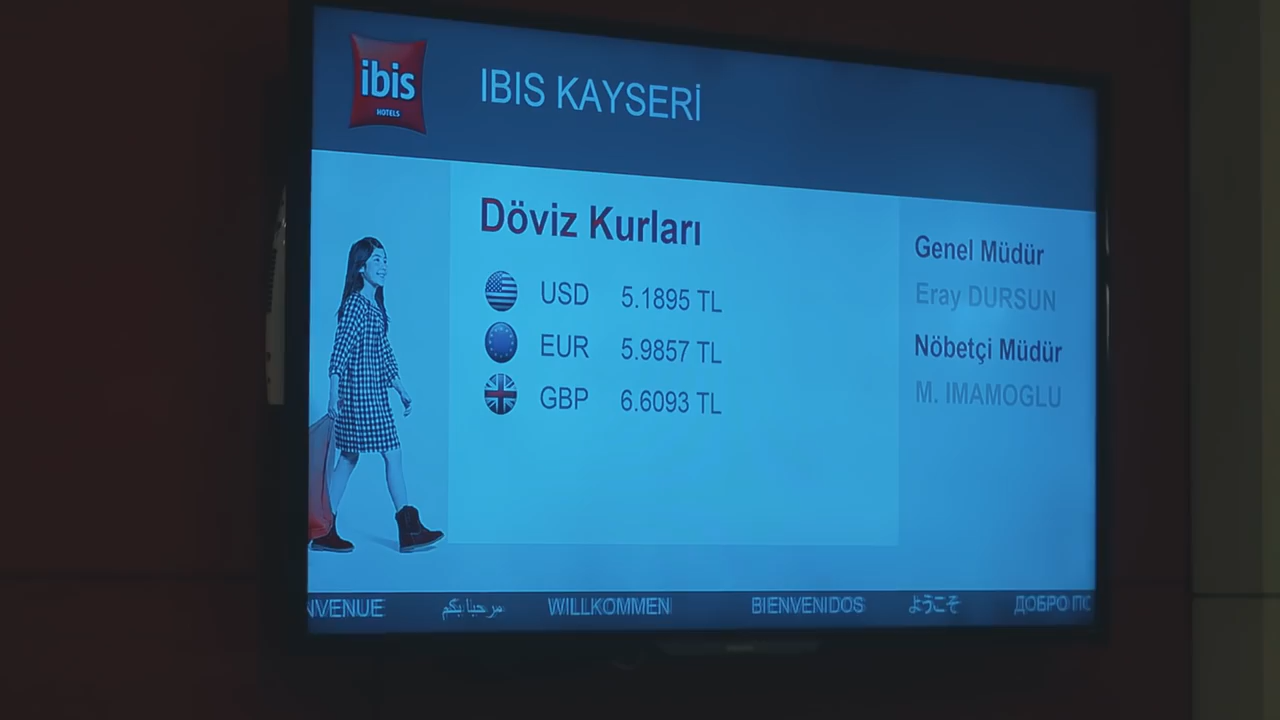 ibis
HOTELS
IBIS KAYSERİ
Döviz Kurları
USD 5.1895 TL
EUR 5.9857 TL
GBP 6.6093 TL
Genel Müdür
Eray DURSUN
Nöbetçi Müdür
M. IMAMOGLU
NVENUE مرحبا بكم WILLKOMMEN BIENVENIDOS ようこそ ДОБРО ПО